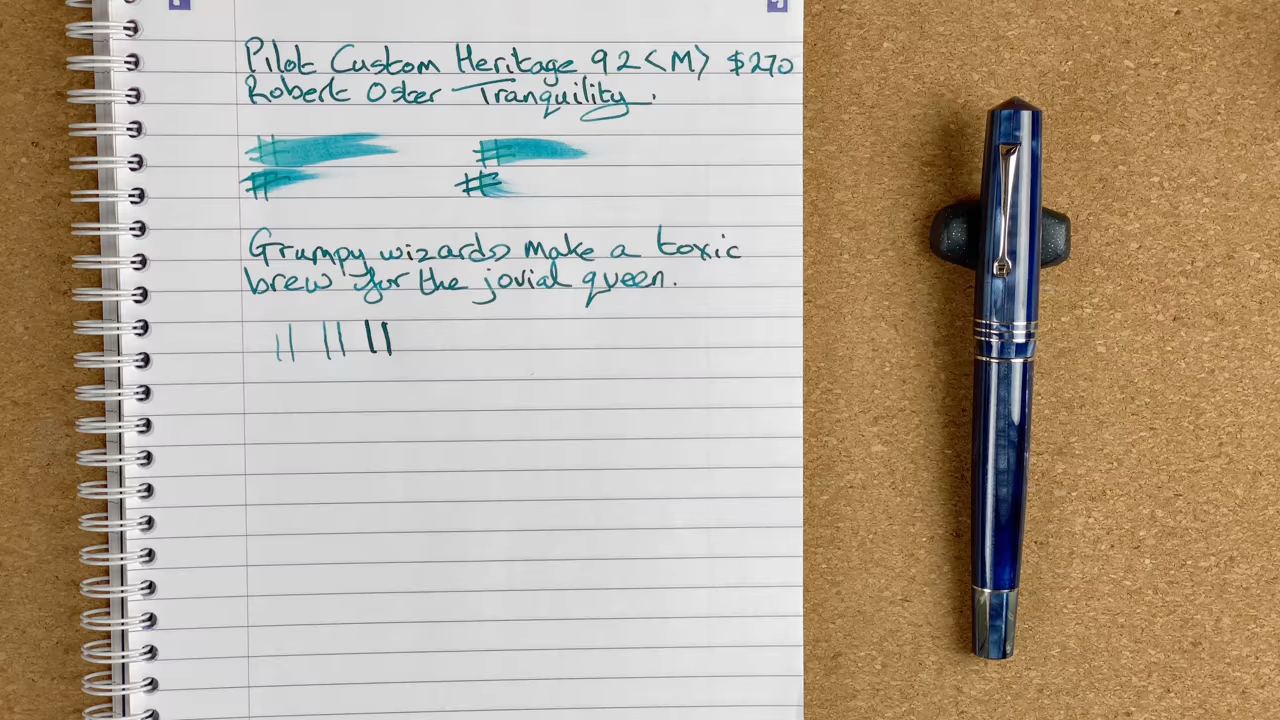 Pilot Custom Heritage 92 <M> $270
Robert Oster Tranquility.
Grumpy wizards make a toxic
brew for the jovial queen.